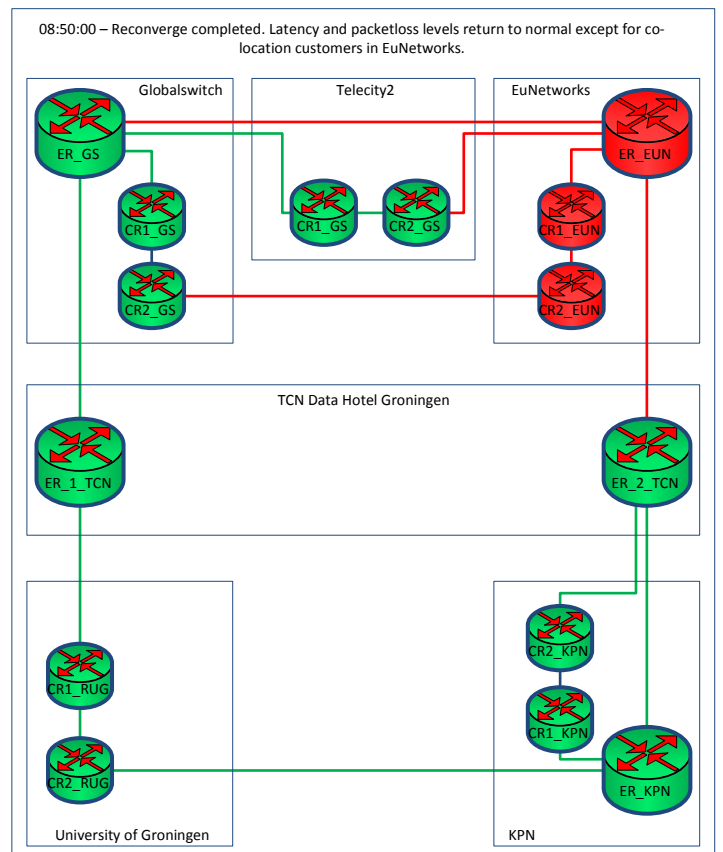 08:50:00 – Reconverge completed. Latency and packetloss levels return to normal except for co-
location customers in EuNetworks.
Globalswitch
Telecity2
EuNetworks
ER_GS
ER_EUN
CR1_GS
CR1_GS
CR2_GS
CR1_EUN
CR2_GS
CR2_EUN
TCN Data Hotel Groningen
ER_1_TCN
ER_2_TCN
CR2_KPN
CR1_RUG
CR1_KPN
CR2_RUG
ER_KPN
University of Groningen
KPN